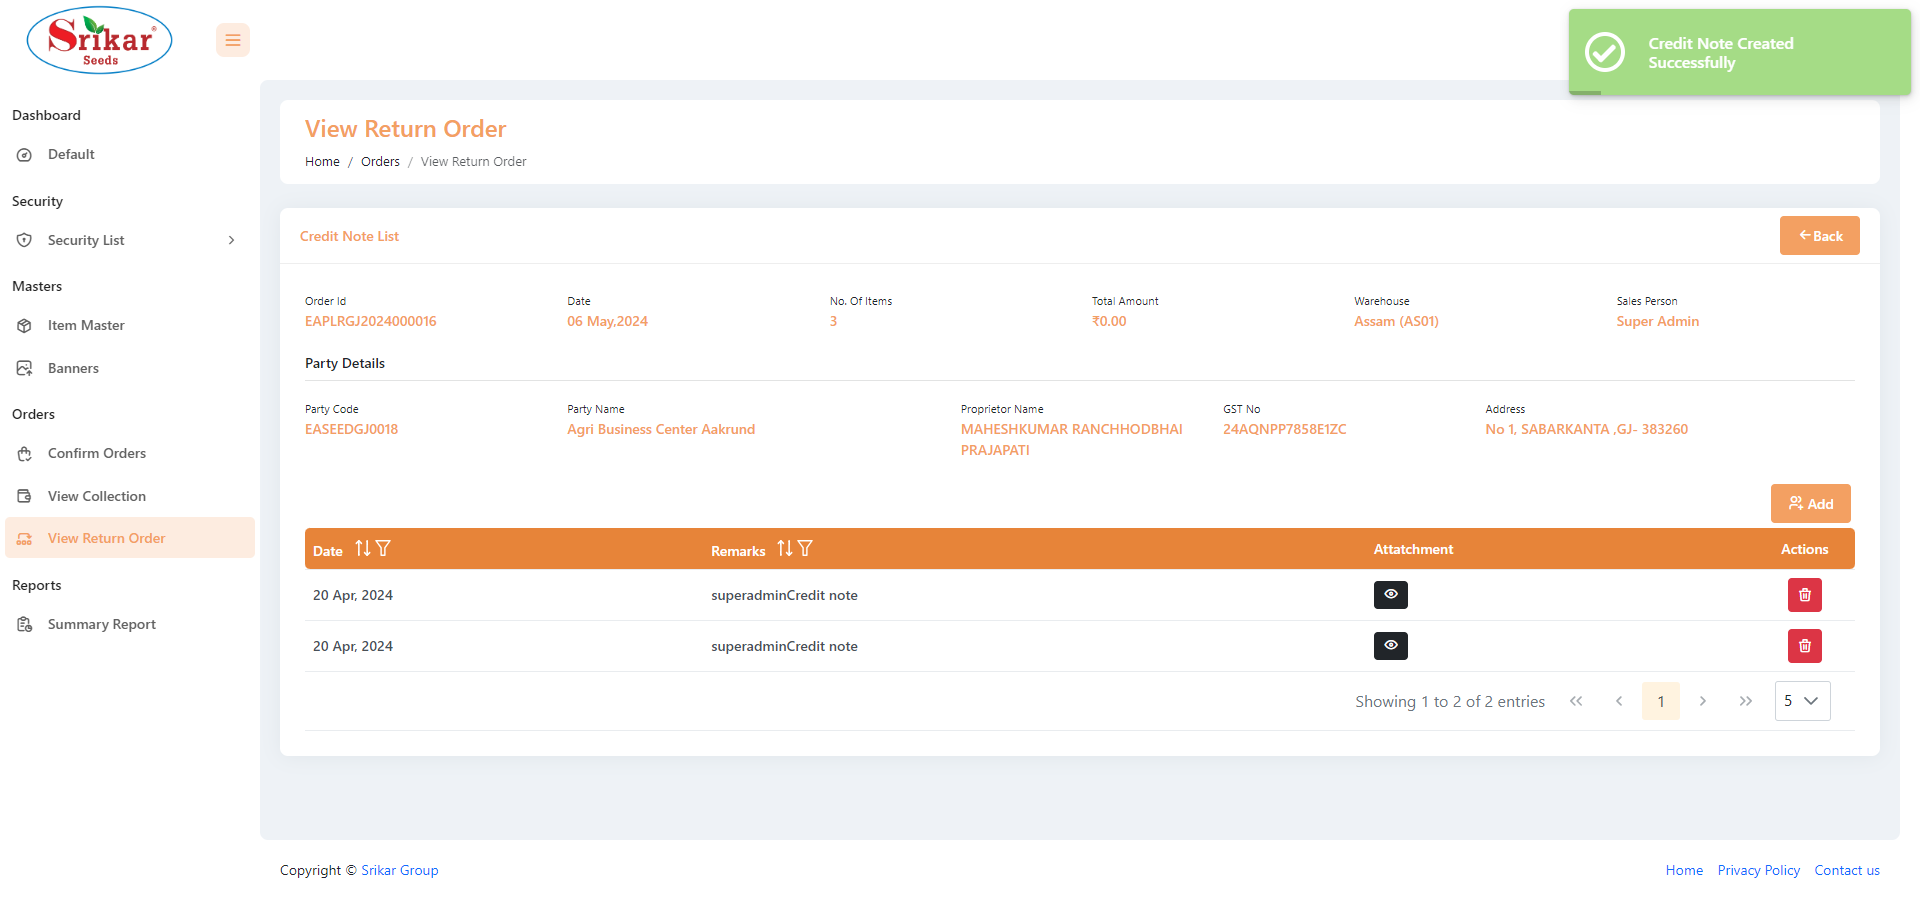 Srikar®
Seeds
Credit Note Created
Successfully
Dashboard
Default
Security
Security List
Masters
Item Master
Banners
Orders
Confirm Orders
View Collection
View Return Order
Reports
Summary Report
View Return Order
Home / Orders / View Return Order
Credit Note List
Back
Order Id Date No. Of Items Total Amount Warehouse Sales Person
EAPLRGJ2024000016 06 May,2024 3 ₹0.00 Assam (AS01) Super Admin
Party Details
Party Code Party Name Proprietor Name GST No Address
EASEEDGJ0018 Agri Business Center Aakrund MAHESHKUMAR RANCHHODBHAI 24AQNPP7858E1ZC No 1, SABARKANTA ,GJ- 383260
PRAJAPATI
Add
Date Remarks Attatchment Actions
20 Apr, 2024 superadminCredit note
20 Apr, 2024 superadminCredit note
Showing 1 to 2 of 2 entries 1 5
Copyright © Srikar Group Home Privacy Policy Contact us